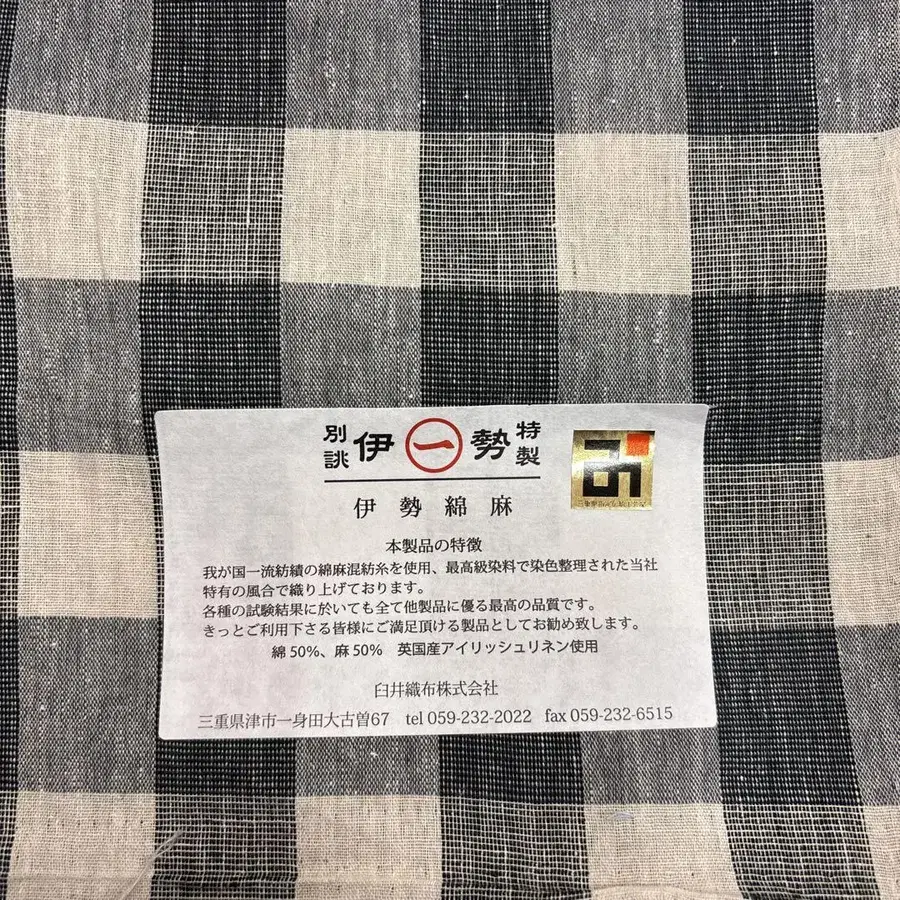 別誂 伊 一 勢 特製
伊勢綿麻
本製品の特徴
我が国一流紡績の綿麻混紡糸を使用、最高級染料で染色整理された当社
特有の風合で織り上げております。
各種の試験結果に於いても全て他製品に優る最高の品質です。
きっとご利用下さる皆様にご満足頂ける製品としてお勧め致します。
綿50%、麻50% 英国産アイリッシュリネン使用
臼井織布株式会社
三重県津市一身田大古曽67 tel 059-232-2022 fax 059-232-6515